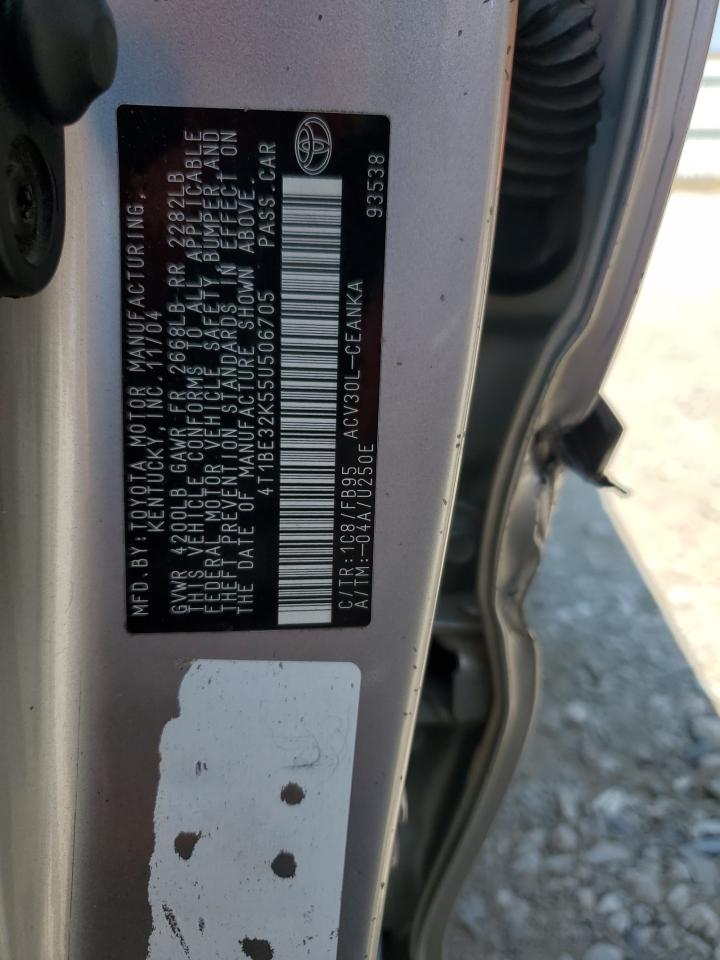 MFD. BY: TOYOTA MOTOR MANUFACTURING,
KENTUCKY, INC. 11/04
GVWR 4200LB GAWR FR 2668LB RR 2282LB
THIS VEHICLE CONFORMS TO ALL APPLICABLE
FEDERAL MOTOR VEHICLE SAFETY, BUMPER AND
THEFT PREVENTION STANDARDS IN EFFECT ON
THE DATE OF MANUFACTURE SHOWN ABOVE.
4T1BE32K55U506705 PASS. CAR
C/TR: 1C8/FB95 ACV30L-CEANKA
A/TM: -04A/U250E 93538